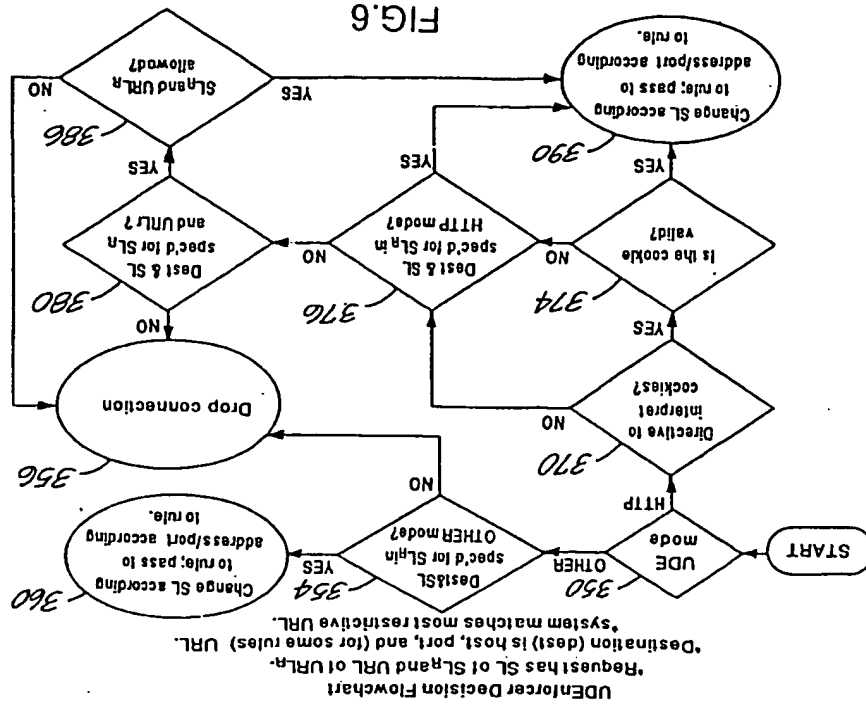 UDEnforcer Decision Flowchart
*Request has SL of SLR and URL of URLR.
*Destination (dest) is host, port, and (for some rules) URL.
*system matches most restrictive URL.
START
UDE
mode
350
OTHER
HTTP
Dest&SL
spec'd for SLR in
OTHER mode?
354
YES
NO
Change SL according
to rule; pass to
address/port according
to rule.
360
Directive to
interpret
cookies?
370
NO
YES
Drop connection
356
Is the cookie
valid?
374
NO
YES
Dest & SL
spec'd for SLR in
HTTP mode?
376
NO
YES
Dest & SL
spec'd for SLR
and URLr?
380
NO
YES
Change SL according
to rule; pass to
address/port according
to rule.
390
SLR and URLR
allowed?
386
YES
NO
FIG.6